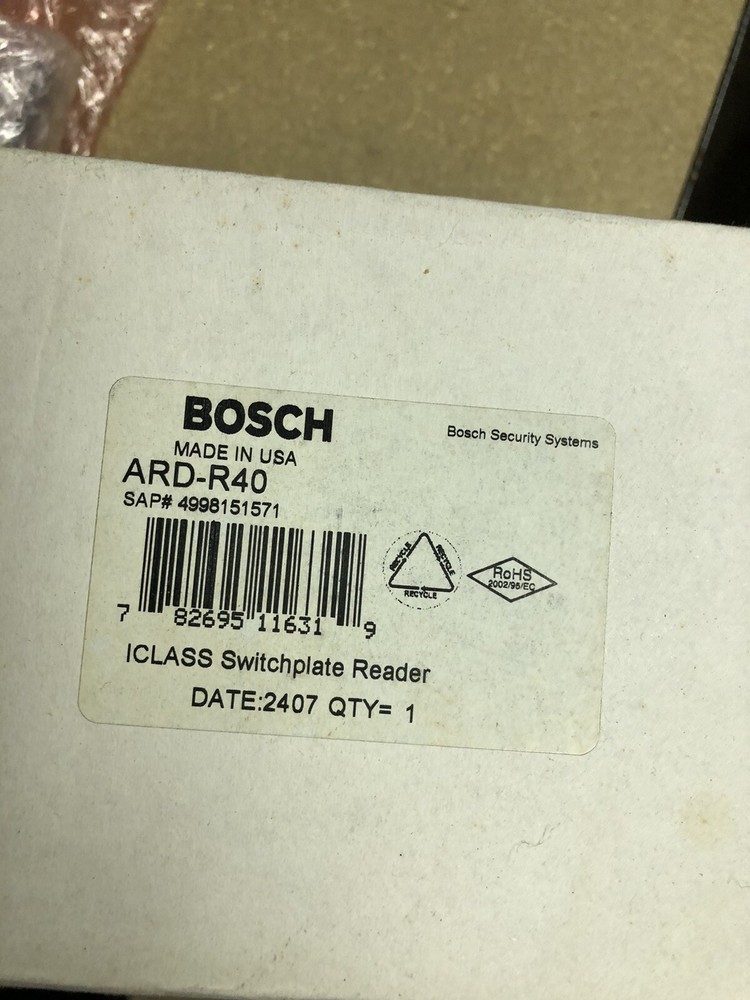 BOSCH
Bosch Security Systems
MADE IN USA
ARD-R40
SAP# 4998151571
7 82695 11631 9
RECYCLE RECYCLE RECYCLE
RoHS
2002/95/EC
ICLASS Switchplate Reader
DATE:2407 QTY= 1